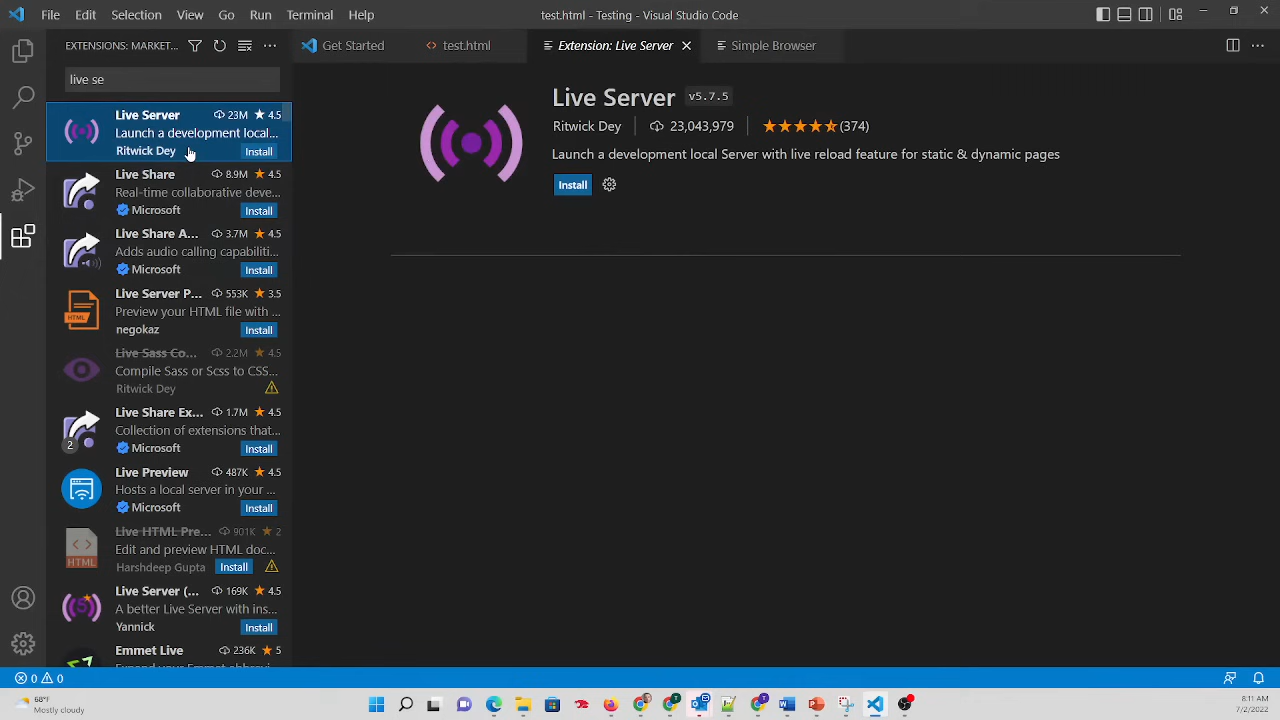 File Edit Selection View Go Run Terminal Help test.html - Testing - Visual Studio Code
EXTENSIONS: MARKET...
Get Started test.html Extension: Live Server Simple Browser
live se
Live Server 23M 4.5
Launch a development local...
Ritwick Dey Install
Live Share 8.9M 4.5
Real-time collaborative deve...
Microsoft Install
Live Share A... 3.7M 4.5
Adds audio calling capabiliti...
Microsoft Install
Live Server P... 553K 3.5
Preview your HTML file with ...
negokaz Install
HTML
Live Sass Co... 2.2M 4.5
Compile Sass or Scss to CSS...
Ritwick Dey
Live Share Ex... 1.7M 4.5
Collection of extensions that...
2 Microsoft Install
Live Preview 487K 4.5
Hosts a local server in your ...
Microsoft Install
Live HTML Pre... 901K 2
Edit and preview HTML doc...
HTML Harshdeep Gupta Install
Live Server (... 169K 4.5
A better Live Server with ins...
5 Yannick Install
Emmet Live 236K 5
Live Server v5.7.5
Ritwick Dey 23,043,979 (374)
Launch a development local Server with live reload feature for static & dynamic pages
Install
0 0
68°F
Mostly cloudy
8:11 AM
7/2/2022